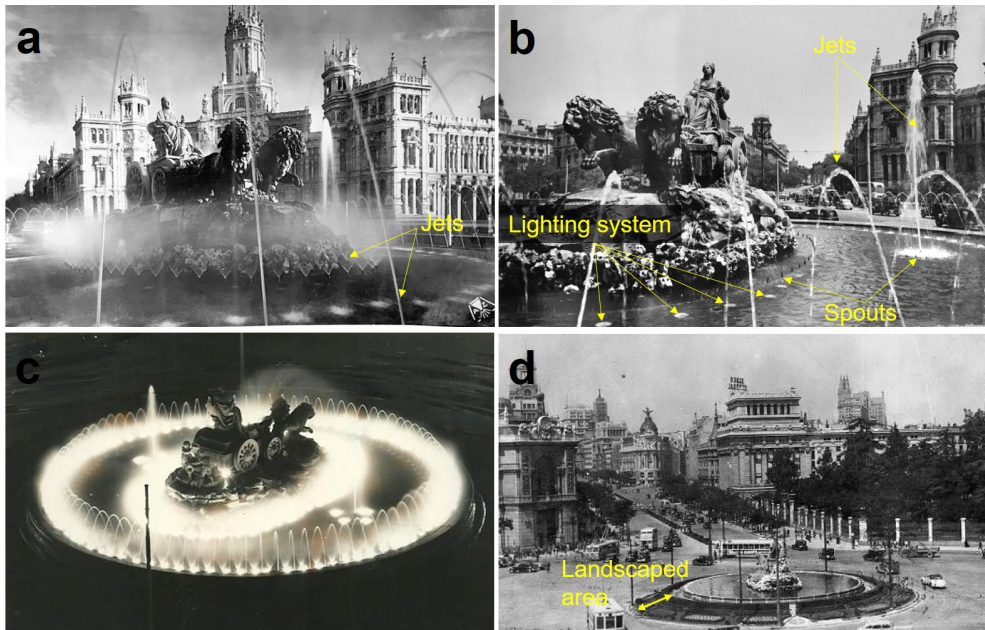 a
Jets
b
Jets
Lighting system
Spouts
c
d
Landscaped
area